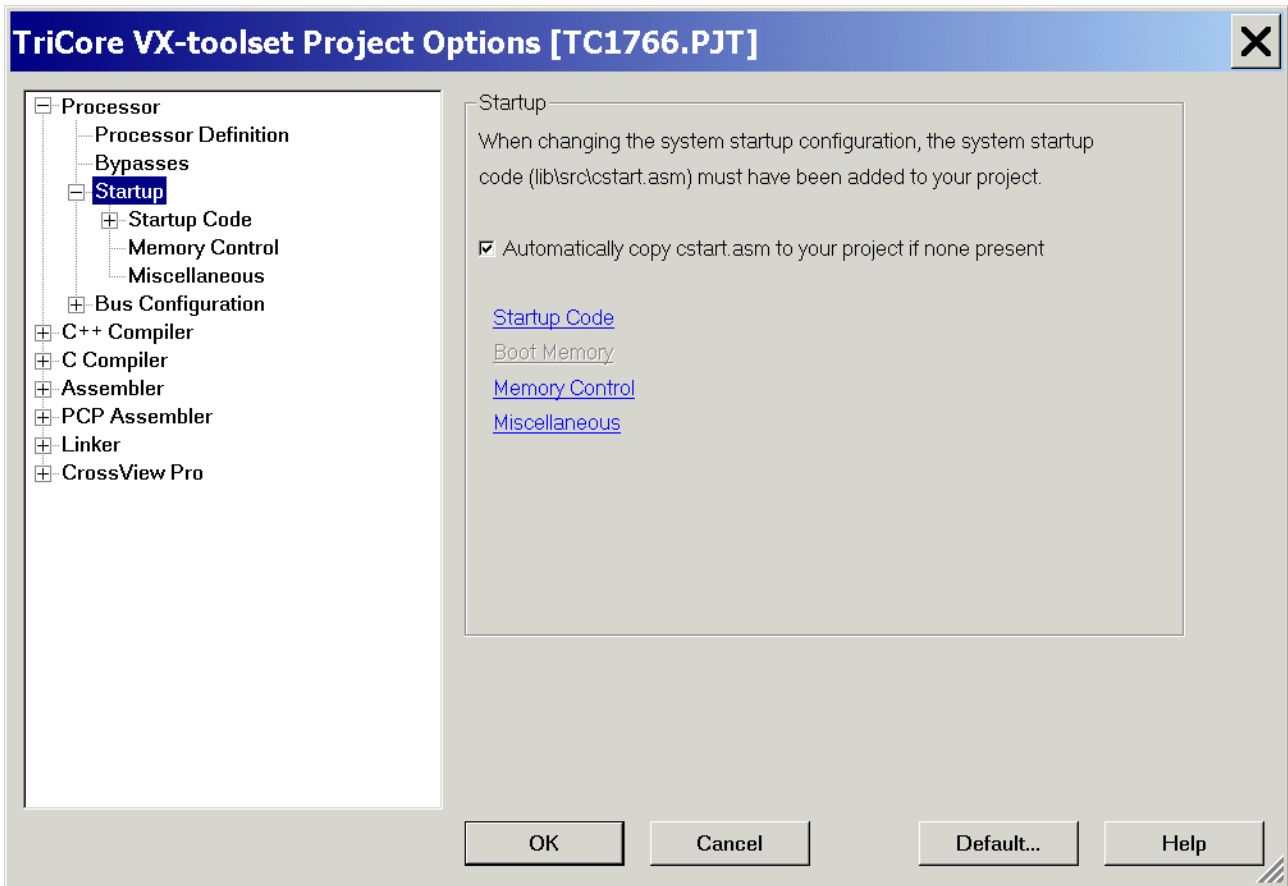 TriCore VX-toolset Project Options [TC1766.PJT]
Processor
Processor Definition
Bypasses
Startup
Startup Code
Memory Control
Miscellaneous
Bus Configuration
C++ Compiler
C Compiler
Assembler
PCP Assembler
Linker
CrossView Pro
Startup
When changing the system startup configuration, the system startup
code (lib\src\cstart.asm) must have been added to your project.
Automatically copy cstart.asm to your project if none present
Startup Code
Boot Memory
Memory Control
Miscellaneous
OK
Cancel
Default...
Help